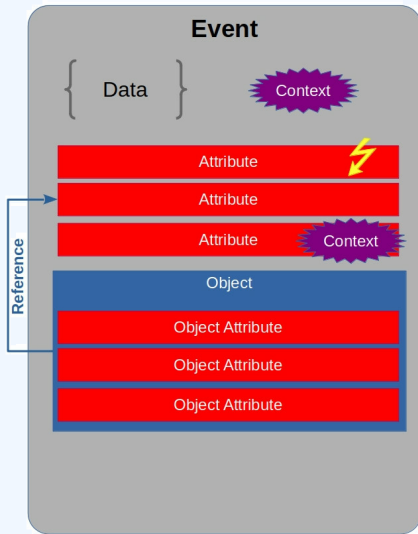 Event
{ Data }
Context
Attribute
Attribute
Attribute
Context
Reference
Object
Object Attribute
Object Attribute
Object Attribute